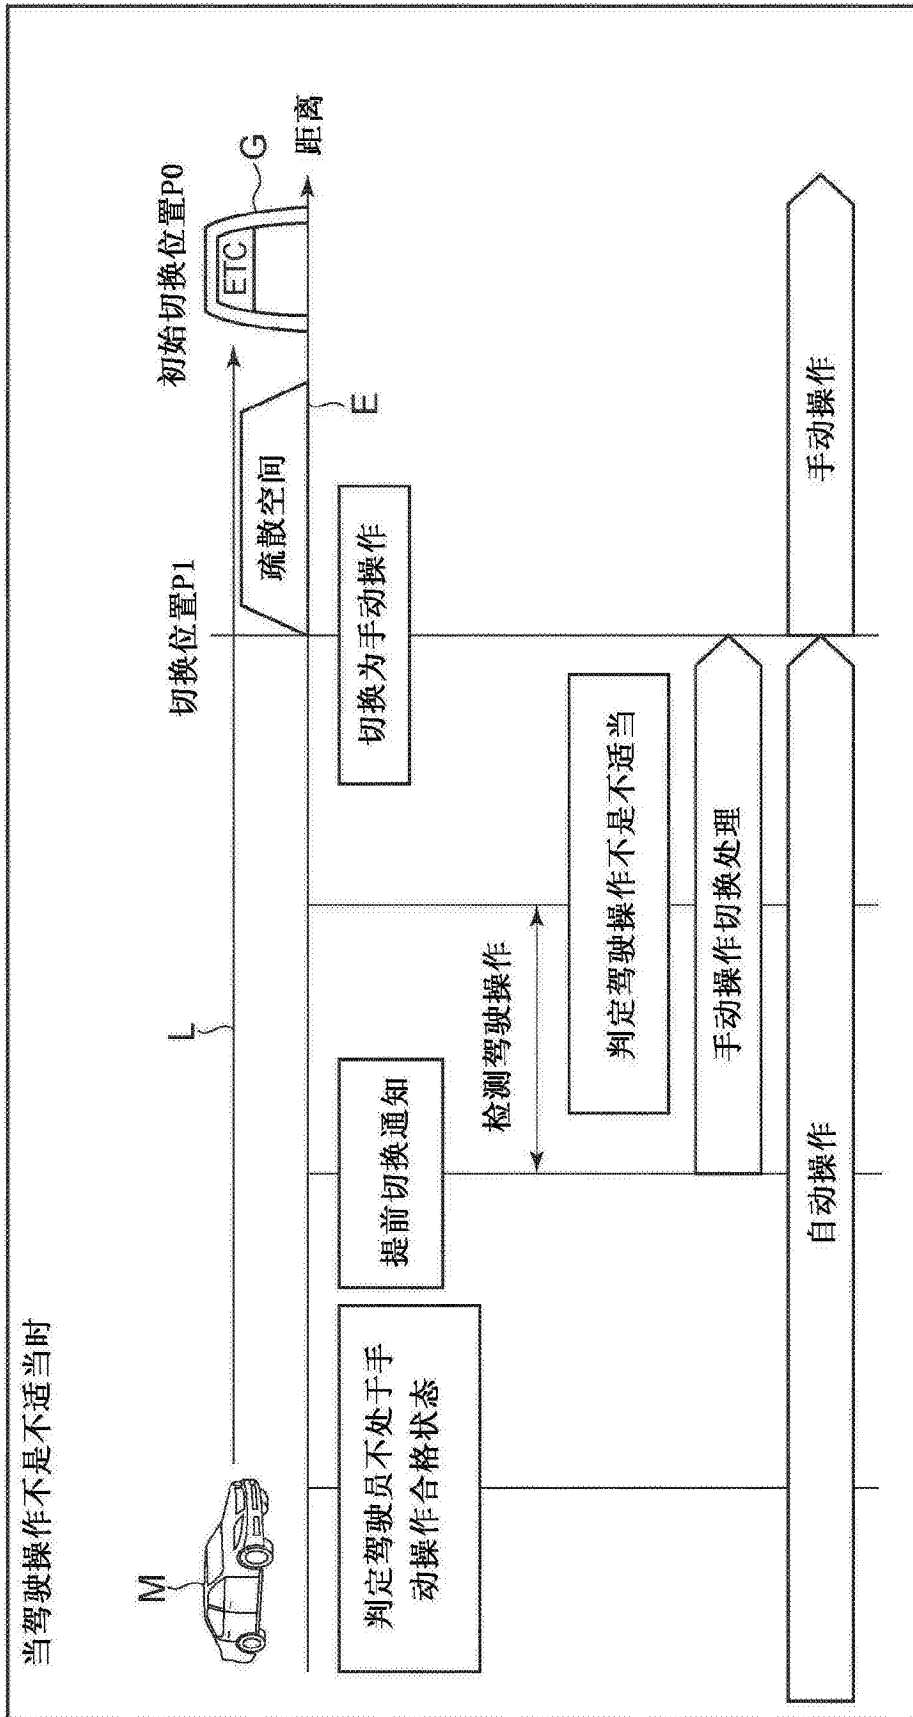 当驾驶操作不是不适当时
初始切换位置P0
切换位置P1
M
L
ETC
G
疏散空间
E
距离
判定驾驶员不处于手
动操作合格状态
提前切换通知
切换为手动操作
检测驾驶操作
判定驾驶操作不是不适当
手动操作切换处理
自动操作
手动操作